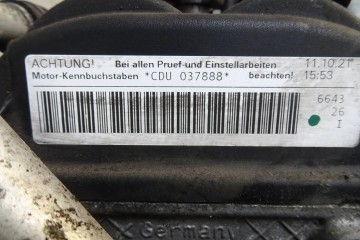 ACHTUNG! Bei allen Pruef-und Einstellarbeiten 11.10.21
Motor-Kennbuchstaben *CDU 037888* beachten! 15:53
6643
26
I
Germany